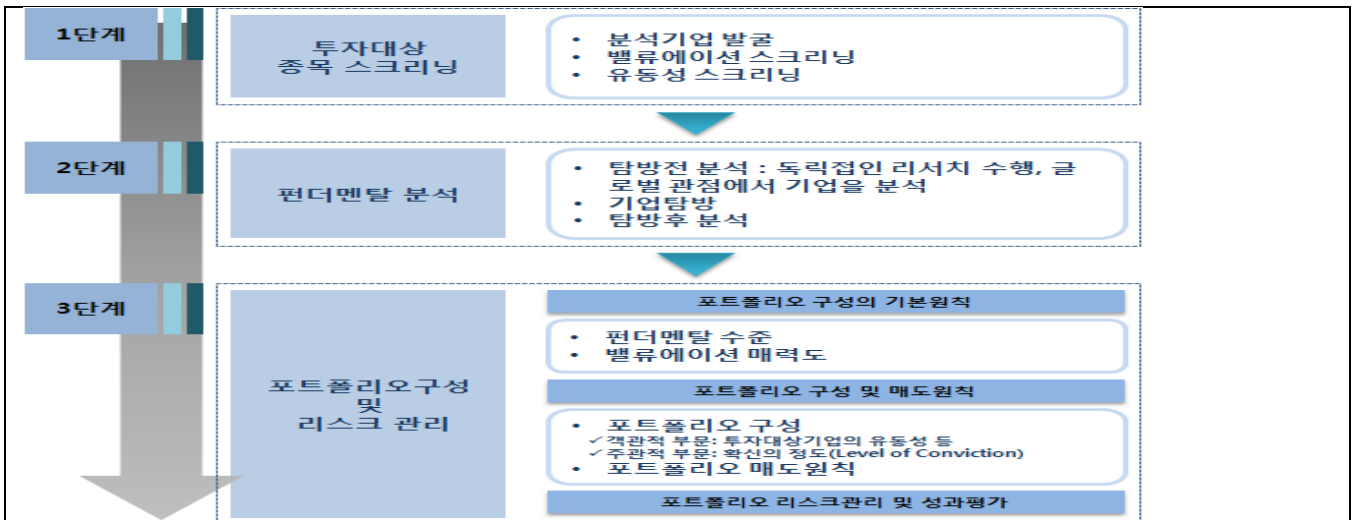 1단계
투자대상
종목 스크리닝
• 분석기업 발굴
• 밸류에이션 스크리닝
• 유동성 스크리닝
2단계
펀더멘탈 분석
• 탐방전 분석 : 독립접인 리서치 수행, 글
로벌 관점에서 기업을 분석
• 기업탐방
• 탐방후 분석
3단계
포트폴리오구성
및
리스크 관리
포트폴리오 구성의 기본원칙
• 펀더멘탈 수준
• 밸류에이션 매력도
포트폴리오 구성 및 매도원칙
• 포트폴리오 구성
✓객관적 부문: 투자대상기업의 유동성 등
✓주관적 부문: 확신의 정도(Level of Conviction)
• 포트폴리오 매도원칙
포트폴리오 리스크관리 및 성과평가